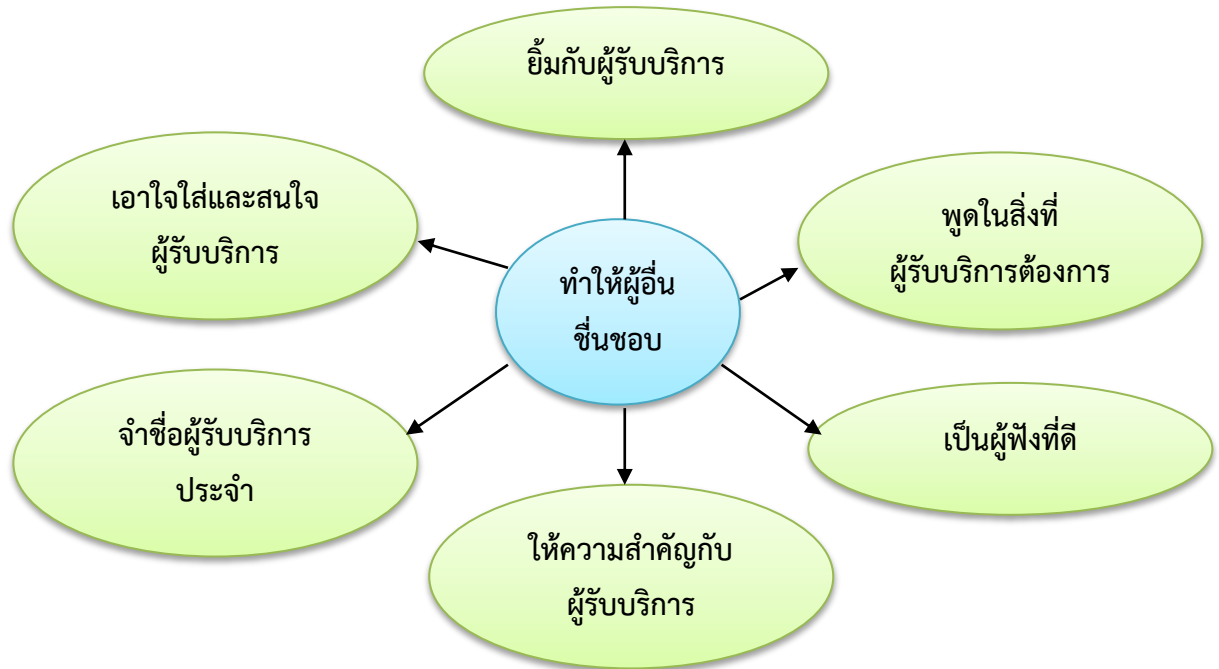 ยิ้มกับผู้รับบริการ
เอาใจใส่และสนใจ
ผู้รับบริการ
พูดในสิ่งที่
ผู้รับบริการต้องการ
ทำให้ผู้อื่น
ชื่นชอบ
จำชื่อผู้รับบริการ
ประจำ
เป็นผู้ฟังที่ดี
ให้ความสำคัญกับ
ผู้รับบริการ